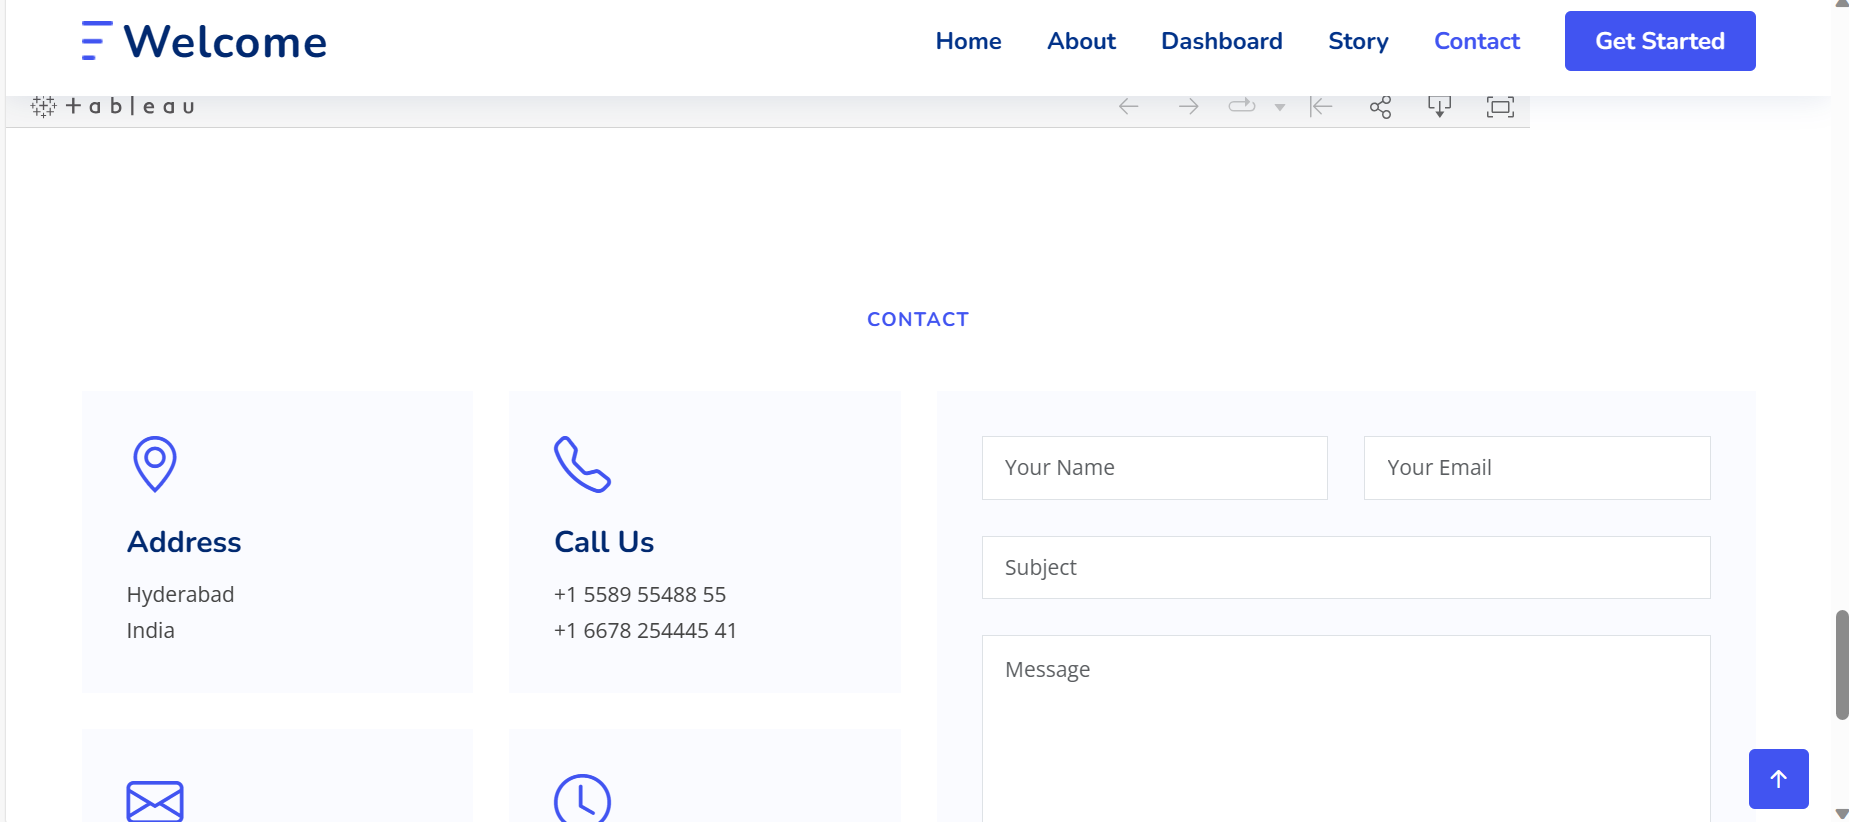 Welcome
Home About Dashboard Story Contact Get Started
+ableau
CONTACT
Address
Hyderabad
India
Call Us
+1 5589 55488 55
+1 6678 254445 41
Your Name
Your Email
Subject
Message